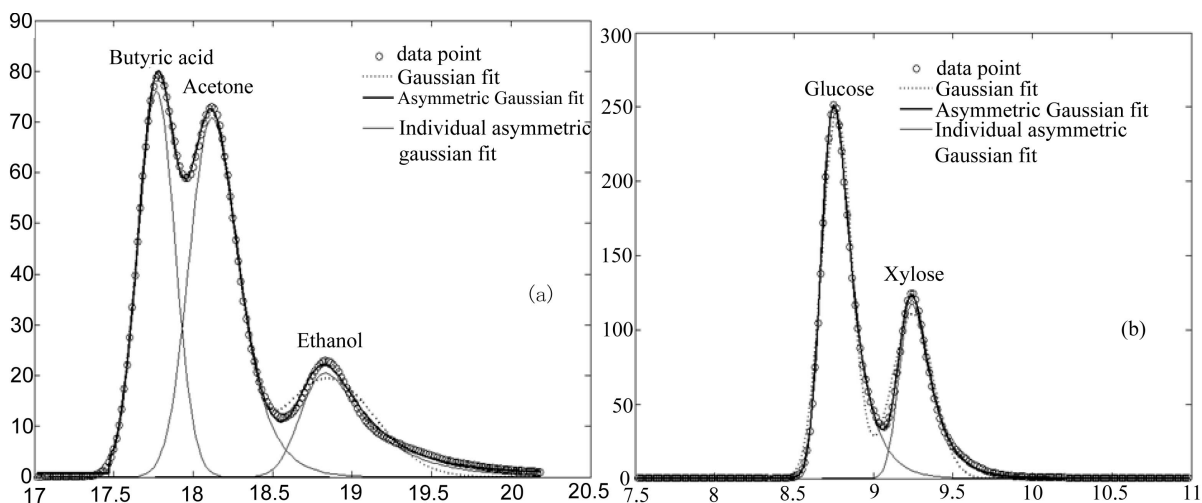 90
80
70
60
50
40
30
20
10
0
17
17.5
18
18.5
19
19.5
20
20.5
Butyric acid
Acetone
Ethanol
data point
Gaussian fit
Asymmetric Gaussian fit
Individual asymmetric
gaussian fit
(a)
300
250
200
150
100
50
0
7.5
8
8.5
9
9.5
10
10.5
11
Glucose
Xylose
data point
Gaussian fit
Asymmetric Gaussian fit
Individual asymmetric
Gaussian fit
(b)